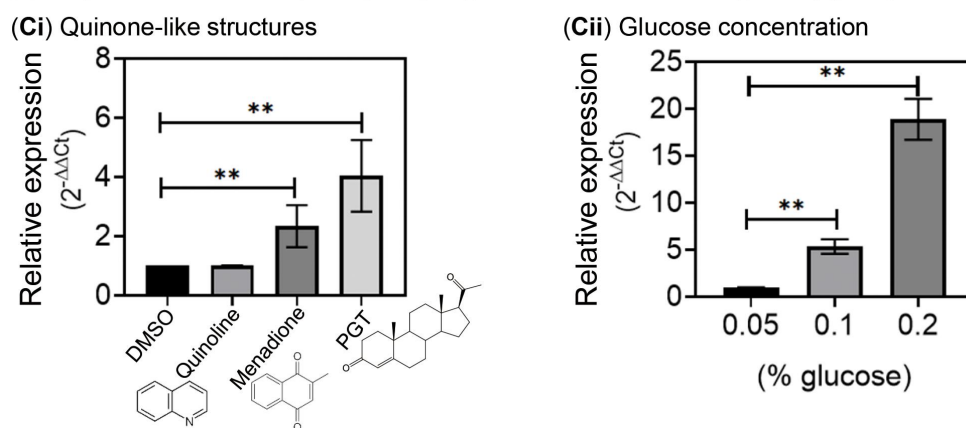 (Ci) Quinone-like structures
Relative expression
(2-ΔΔCt)
8
6
4
2
0
**
**
DMSO
Quinoline
Menadione
PGT
N
O
O
O
O
(Cii) Glucose concentration
Relative expression
(2-ΔΔCt)
25
20
15
10
5
0
**
**
0.05 0.1 0.2
(% glucose)